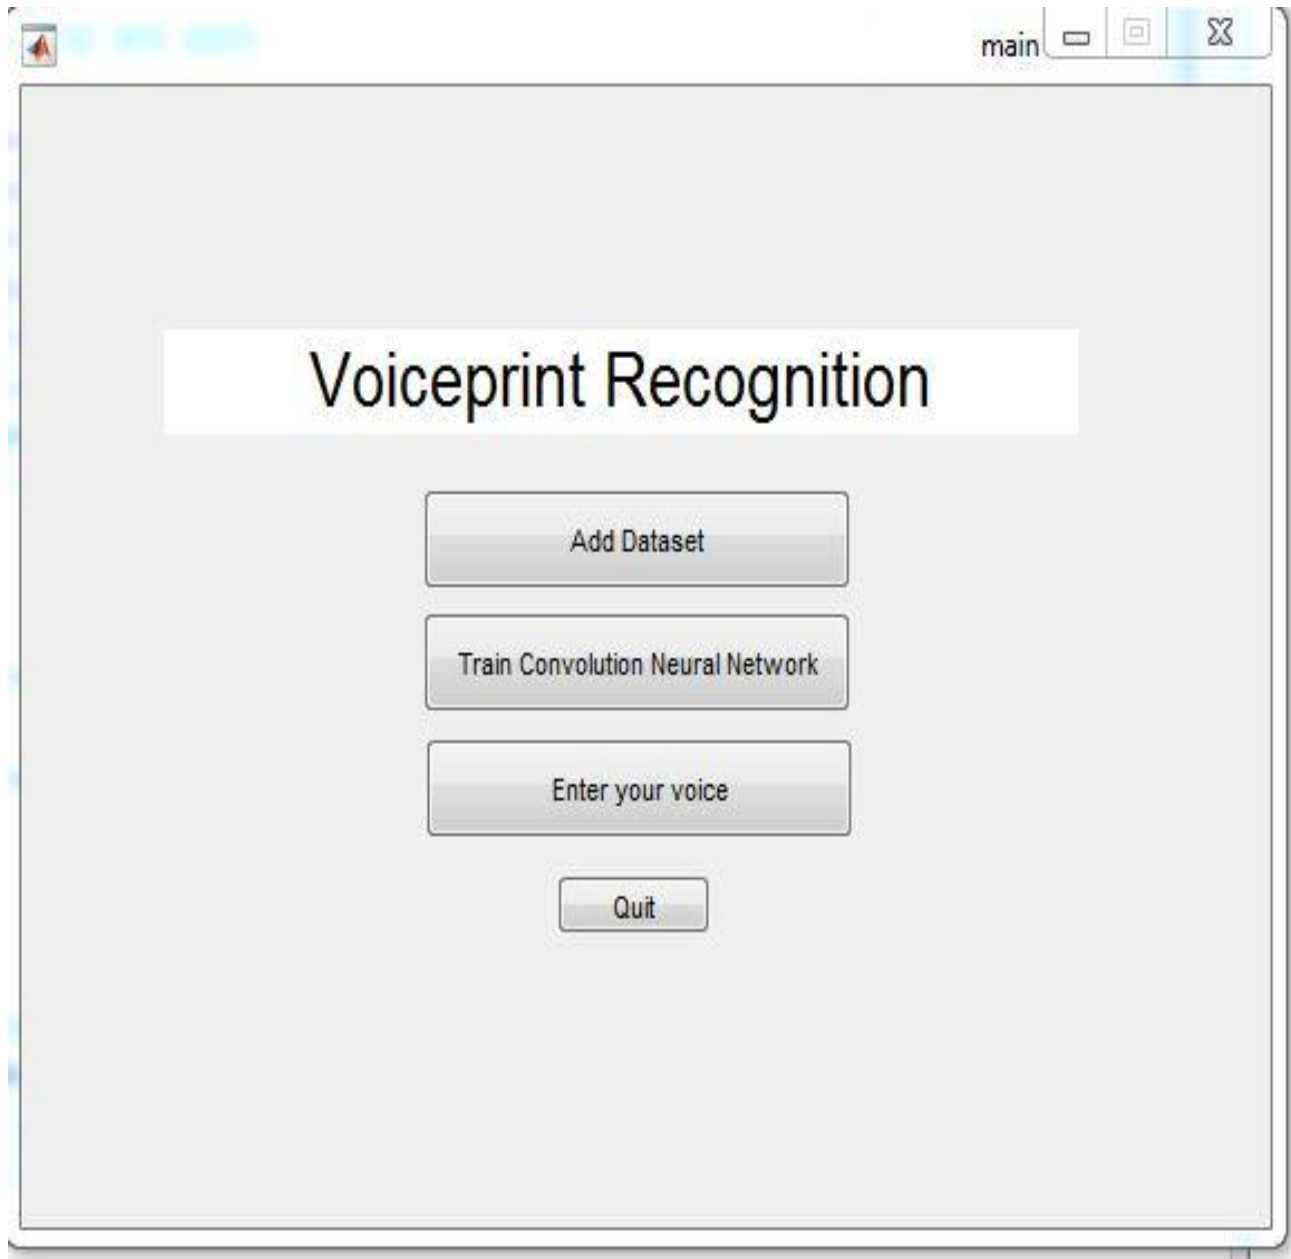 main
Voiceprint Recognition
Add Dataset
Train Convolution Neural Network
Enter your voice
Quit